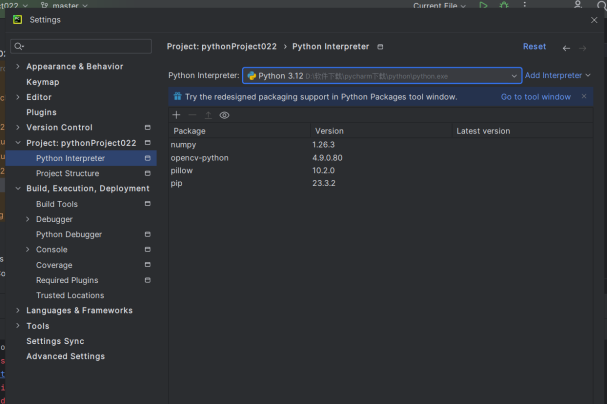 022
master
Current File
Settings
Project: pythonProject022 › Python Interpreter
Reset
Python Interpreter:
Python 3.12 D:\软件下载\pycharm下载\python\python.exe
Add Interpreter
Try the redesigned packaging support in Python Packages tool window.
Go to tool window
Package
Version
Latest version
numpy
1.26.3
opencv-python
4.9.0.80
pillow
10.2.0
pip
23.3.2
Appearance & Behavior
Keymap
Editor
Plugins
Version Control
Project: pythonProject022
Python Interpreter
Project Structure
Build, Execution, Deployment
Build Tools
Debugger
Python Debugger
Console
Coverage
Required Plugins
Trusted Locations
Languages & Frameworks
Tools
Settings Sync
Advanced Settings